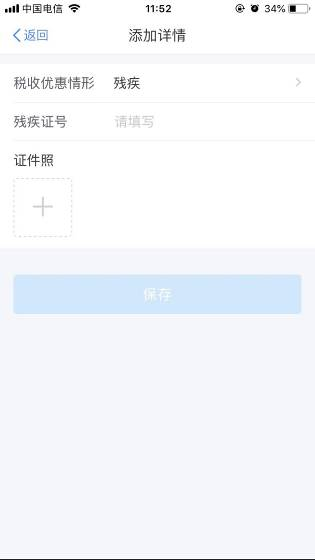 中国电信 11:52 34%
返回 添加详情
税收优惠情形 残疾
残疾证号 请填写
证件照
保存